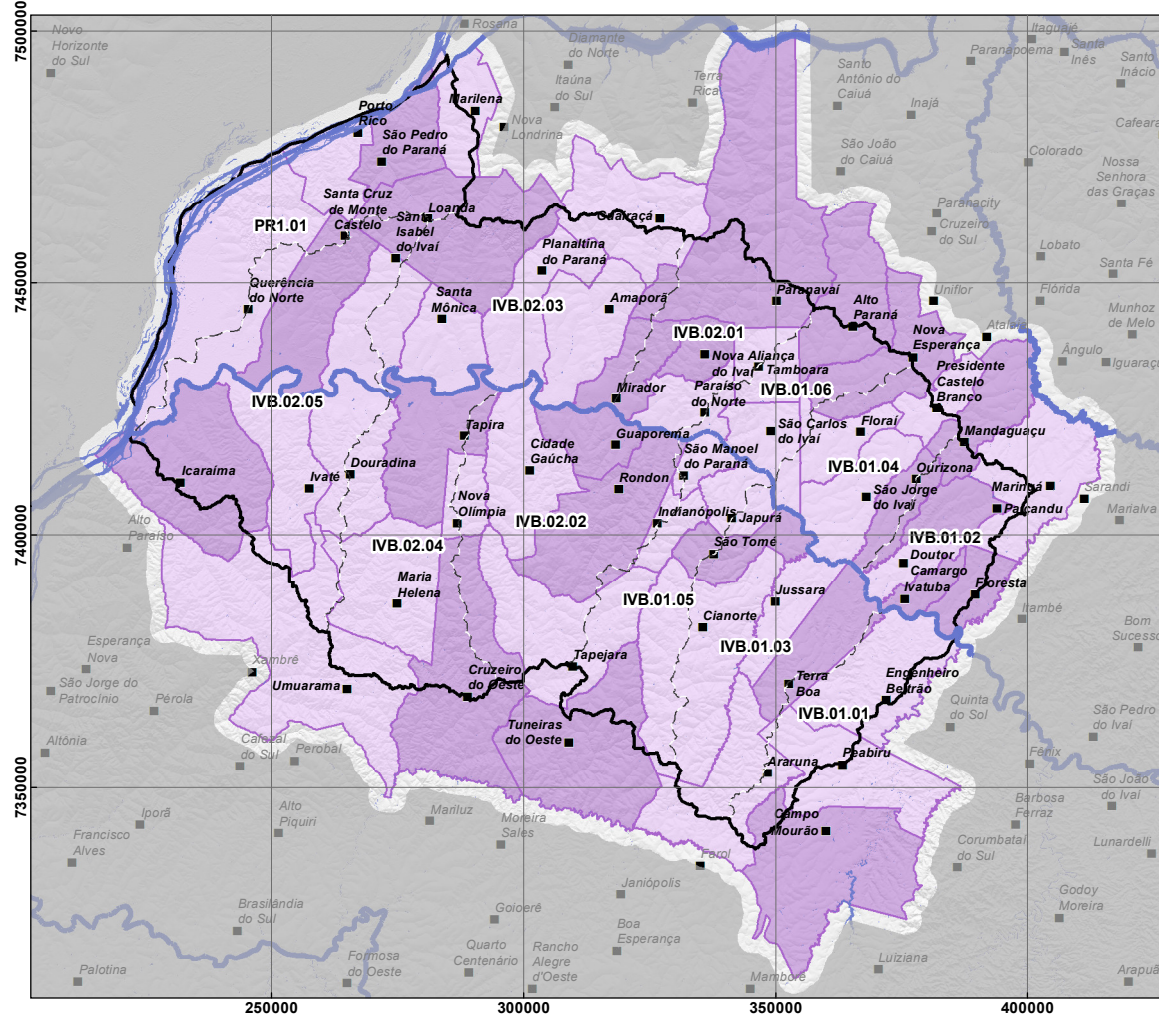 7500000
7450000
7400000
7350000
250000
300000
350000
400000
Novo
Horizonte
do Sul
Rosana
Diamante
do Norte
Itaúna
do Sul
Terra
Rica
Santo
Antônio do
Caiuá
Paranapoema
Itaguajé
Santa
Inês
Santo
Inácio
Inajá
Cafeara
São João
do Caiuá
Colorado
Nossa
Senhora
das Graças
Nova
Londrina
Marilena
Porto
Rico
São Pedro
do Paraná
Paranacity
Cruzeiro
do Sul
Lobato
Santa Fé
Santa Cruz
de Monte
Castelo
Loanda
Santa
Isabel
do Ivaí
PR1.01
Guairaçá
Planaltina
do Paraná
Querência
do Norte
Santa
Mônica
IVB.02.03
Amaporã
Paranavaí
Alto
Paraná
Uniflor
Flórida
Munhoz
de Melo
Atalaia
Ângulo
Iguaraçu
IVB.02.01
Nova Aliança
do Ivaí
Tamboara
Nova
Esperança
Presidente
Castelo
Branco
Mirador
Paraíso
do Norte
IVB.01.06
IVB.02.05
Tapira
Cidade
Gaúcha
Guaporema
São Carlos
do Ivaí
Floraí
Mandaguaçu
São Manoel
do Paraná
IVB.01.04
Ourizona
Icaraíma
Ivaté
Douradina
Rondon
São Jorge
do Ivaí
Maringá
Sarandi
Paiçandu
Marialva
Nova
Olímpia
IVB.02.02
Indianópolis
Japurá
Alto
Paraíso
IVB.02.04
São Tomé
IVB.01.02
Doutor
Camargo
Ivatuba
Floresta
Maria
Helena
IVB.01.05
Jussara
Itambé
Cianorte
Bom
Sucesso
Esperança
Nova
IVB.01.03
Xambrê
Umuarama
Cruzeiro
do Oeste
Tapejara
Terra
Boa
Engenheiro
Beltrão
São Jorge do
Patrocínio
Pérola
IVB.01.01
Quinta
do Sol
São Pedro
do Ivaí
Tuneiras
do Oeste
Altônia
Cafezal
do Sul
Perobal
Araruna
Peabiru
Fênix
São João
do Ivaí
Iporã
Alto
Piquiri
Mariluz
Moreira
Sales
Campo
Mourão
Barbosa
Ferraz
Francisco
Alves
Farol
Corumbataí
do Sul
Lunardelli
Janiópolis
Brasilândia
do Sul
Goioerê
Boa
Esperança
Godoy
Moreira
Palotina
Formosa
do Oeste
Quarto
Centenário
Rancho
Alegre
d'Oeste
Mamborê
Luiziana
Arapuã